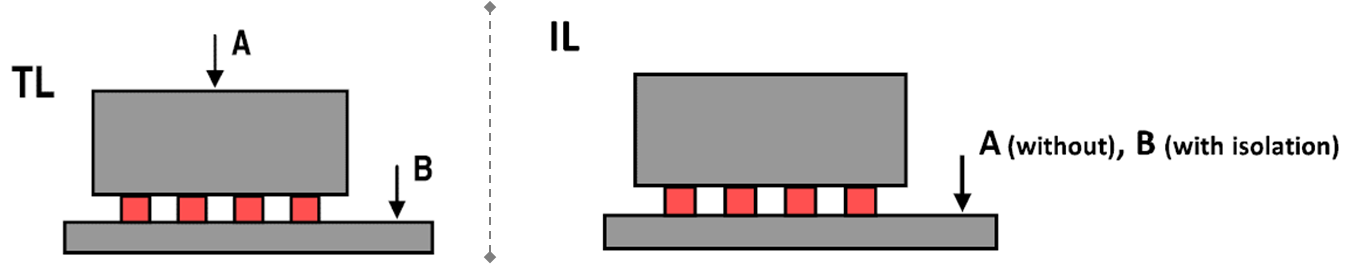 TL
A
B
IL
A (without), B (with isolation)